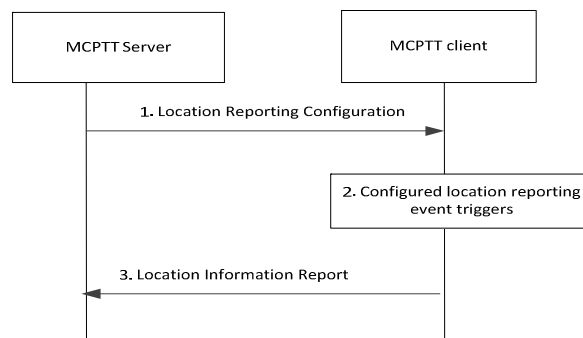 MCPTT Server
MCPTT client
1. Location Reporting Configuration
2. Configured location reporting
event triggers
3. Location Information Report